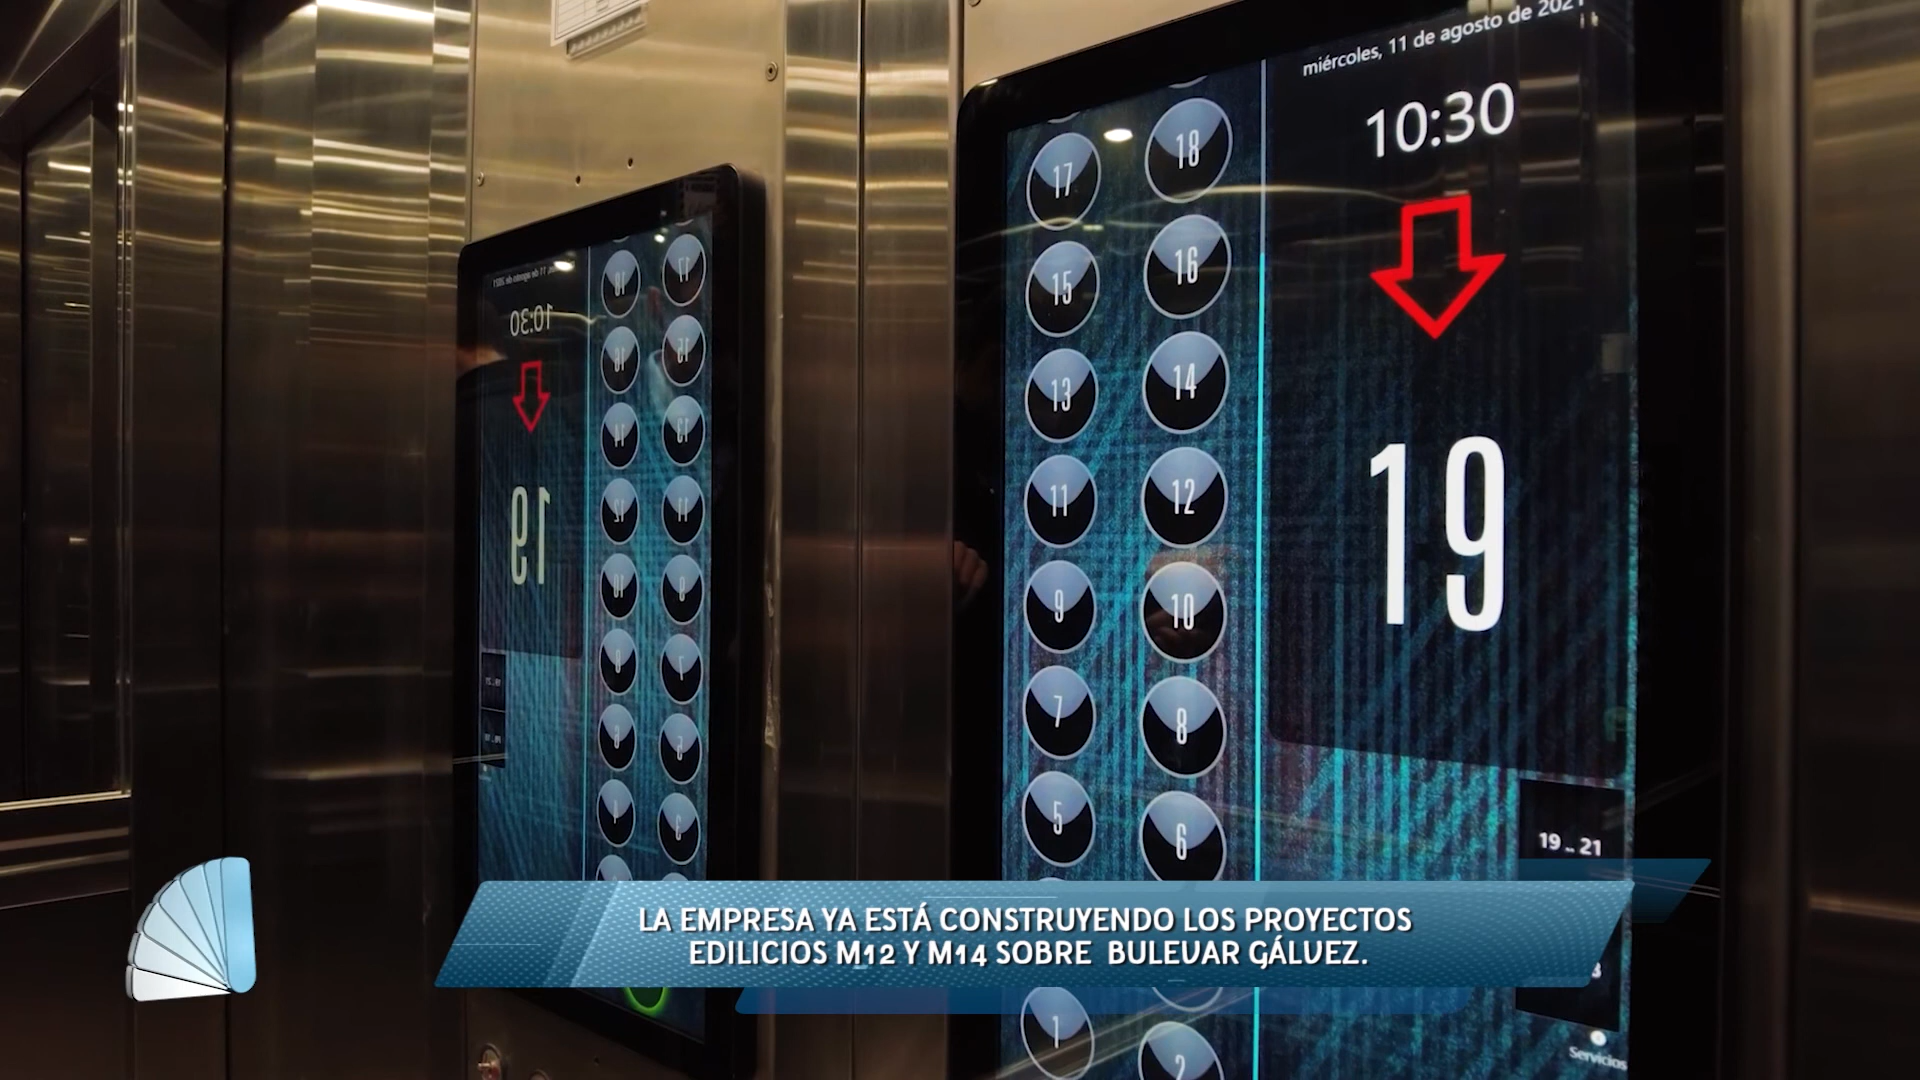 miércoles, 11 de agosto de 2021
10:30
17 18
15 16
13 14
11 12
9 10
7 8
5 6
1 2
19
19 .. 21
Servicios
LA EMPRESA YA ESTÁ CONSTRUYENDO LOS PROYECTOS
EDILICIOS M12 Y M14 SOBRE BULEVAR GÁLVEZ.